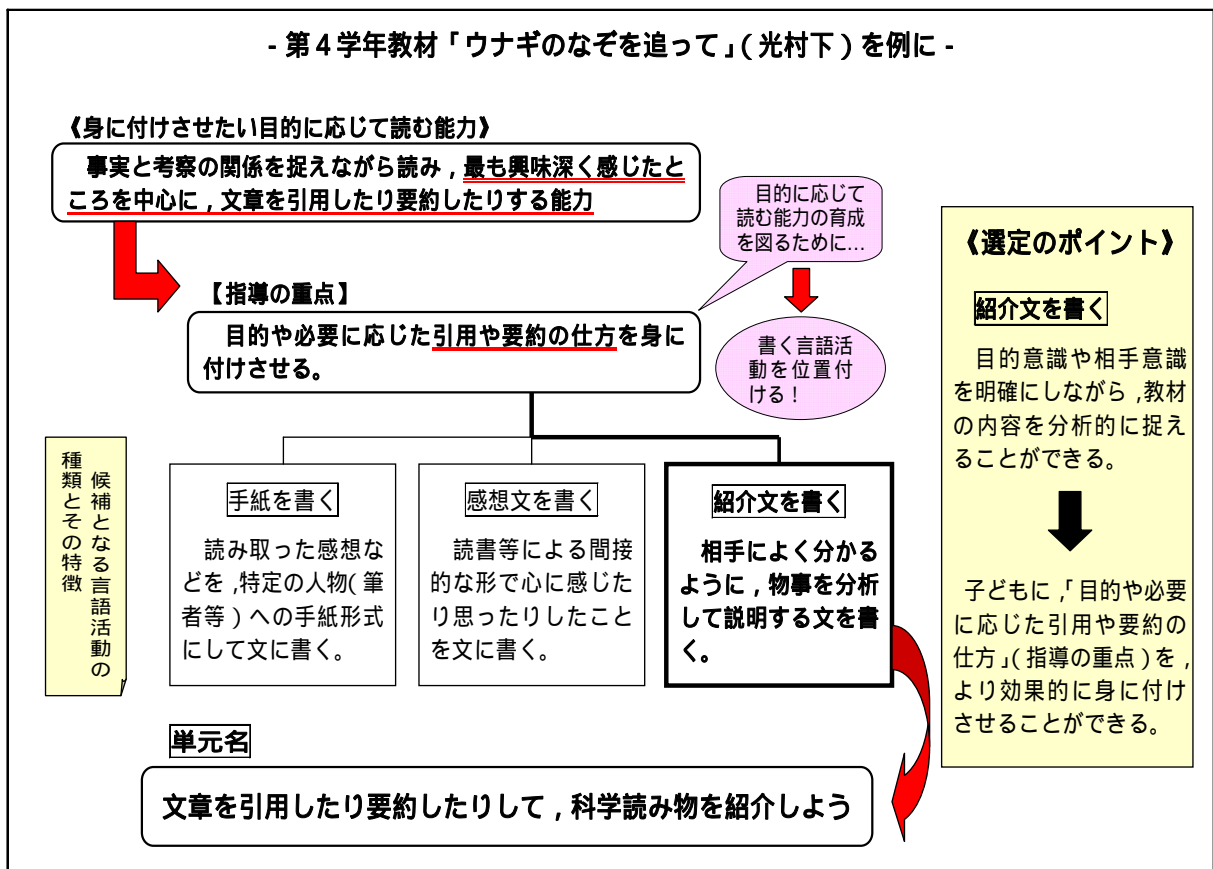 - 第４学年教材「ウナギのなぞを追って」(光村下)を例に -
《身に付けさせたい目的に応じて読む能力》
事実と考察の関係を捉えながら読み，最も興味深く感じたと
ころを中心に，文章を引用したり要約したりする能力
目的に応じて
読む能力の育成
を図るために…
【指導の重点】
目的や必要に応じた引用や要約の仕方を身に
付けさせる。
書く言語活
動を位置付
ける！
候補となる言語活動の
種類とその特徴
手紙を書く
読み取った感想な
どを，特定の人物(筆
者等)への手紙形式
にして文に書く。
感想文を書く
読書等による間接
的な形で心に感じた
り思ったりしたこと
を文に書く。
紹介文を書く
相手によく分かる
ように，物事を分析
して説明する文を書
く。
《選定のポイント》
紹介文を書く
目的意識や相手意識
を明確にしながら，教材
の内容を分析的に捉え
ることができる。
子どもに，「目的や必要
に応じた引用や要約の
仕方」(指導の重点)を，
より効果的に身に付け
させることができる。
単元名
文章を引用したり要約したりして，科学読み物を紹介しよう